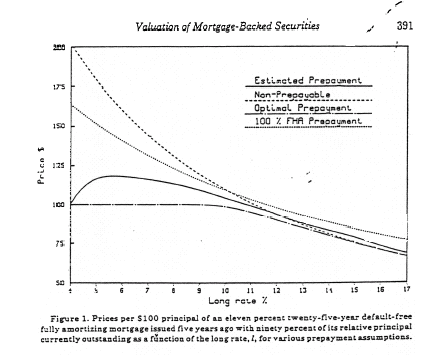 Valuation of Mortgage-Backed Securities 391
200
175
150
125
100
75
50
Price $
Estimated Prepayment
Non-Prepayable
Optimal Prepayment
100 % FHA Prepayment
4 5 6 7 8 9 10 11 12 13 14 15 16 17
Long rate %
Figure 1. Prices per $100 principal of an eleven percent twenty-five-year default-free
fully amortizing mortgage issued five years ago with ninety percent of its relative principal
currently outstanding as a function of the long rate, l, for various prepayment assumptions.